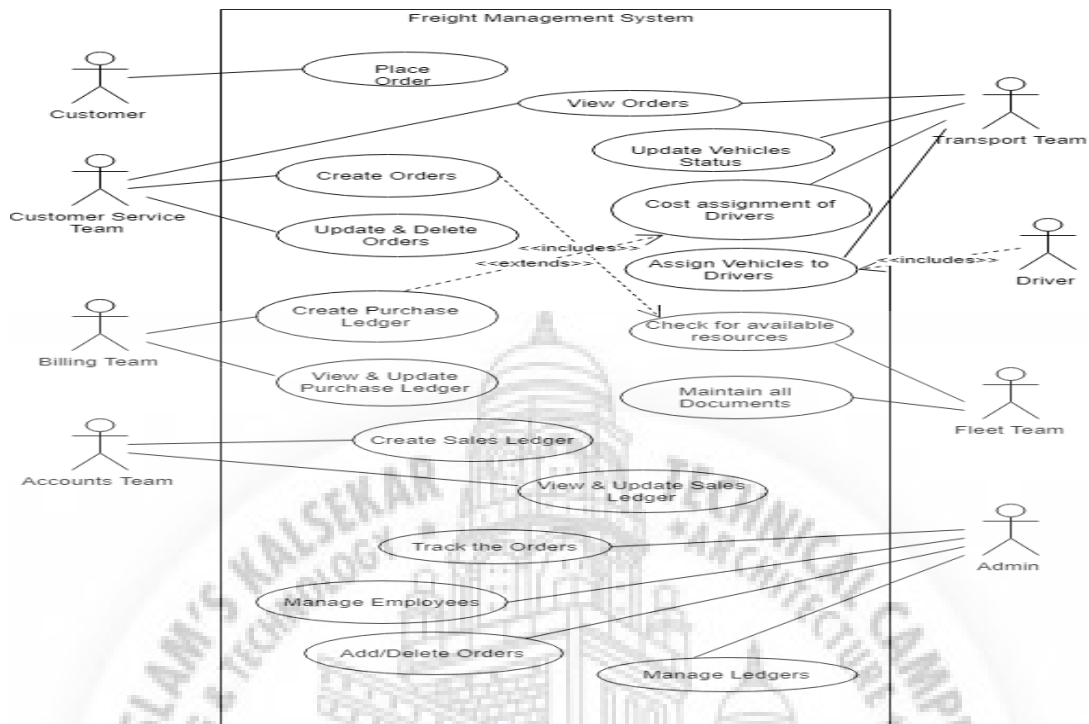 Freight Management System
Place
Order
Customer
View Orders
Transport Team
Update Vehicles
Status
Create Orders
Customer Service
Team
Cost assignment of
Drivers
Update & Delete
Orders
<<includes>>
<<extends>>
Assign Vehicles to
Drivers
<<includes>>
Driver
Create Purchase
Ledger
Billing Team
Check for available
resources
View & Update
Purchase Ledger
Maintain all
Documents
Fleet Team
Create Sales Ledger
Accounts Team
View & Update Sales
Ledger
Track the Orders
Admin
Manage Employees
Add/Delete Orders
Manage Ledgers
KALSEKAR
TECHNICAL
ARCHITECTURE